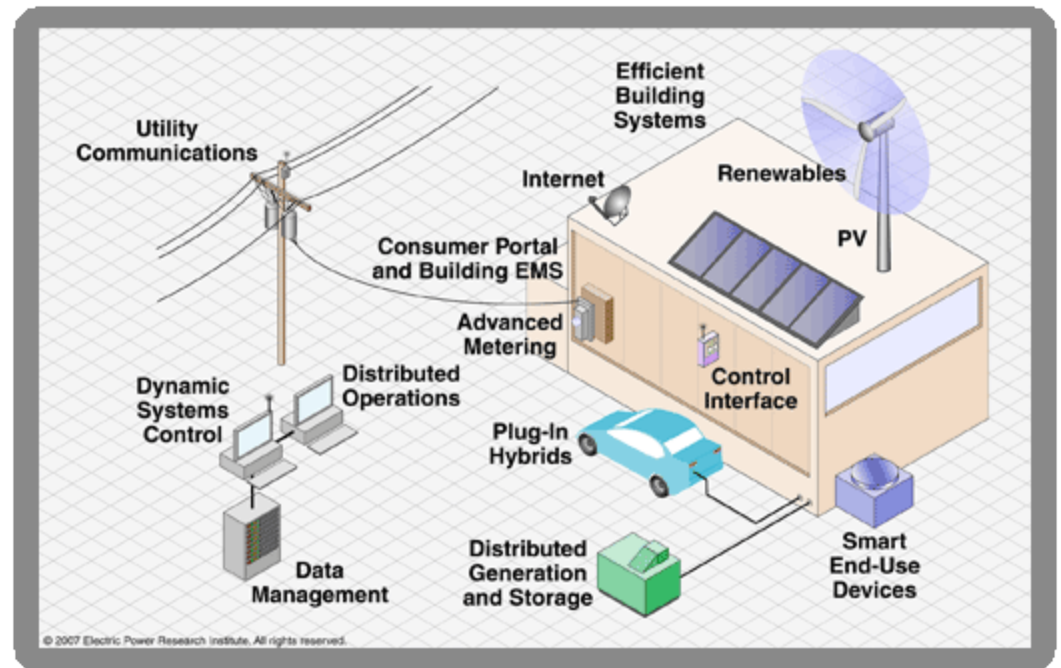 Efficient
Building
Systems
Utility
Communications
Internet
Renewables
PV
Consumer Portal
and Building EMS
Advanced
Metering
Control
Interface
Dynamic
Systems
Control
Distributed
Operations
Plug-In
Hybrids
Data
Management
Distributed
Generation
and Storage
Smart
End-Use
Devices
© 2007 Electric Power Research Institute. All rights reserved.